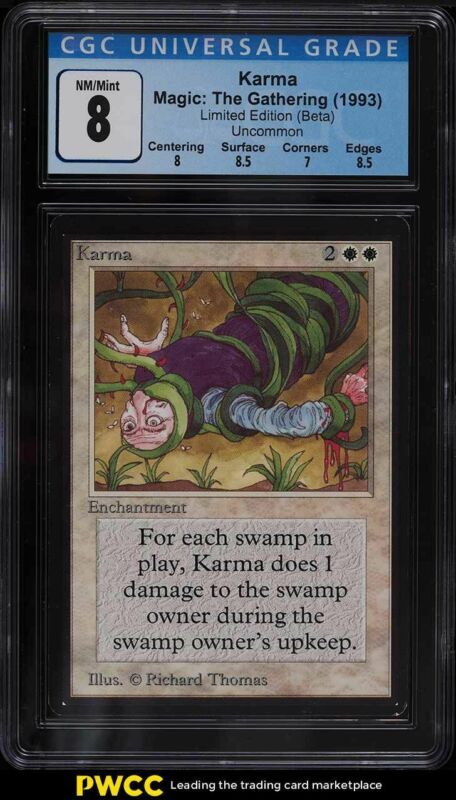 CGC UNIVERSAL GRADE
NM/Mint
8
Karma
Magic: The Gathering (1993)
Limited Edition (Beta)
Uncommon
Centering Surface Corners Edges
8 8.5 7 8.5
Karma 2
Enchantment
For each swamp in
play, Karma does 1
damage to the swamp
owner during the
swamp owner's upkeep.
Illus. © Richard Thomas
PWCC Leading the trading card marketplace